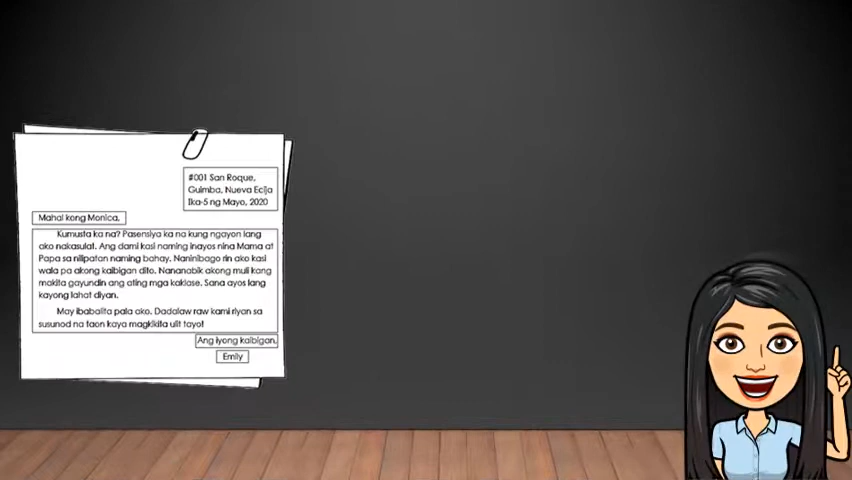 #001 San Roque,
Guimba, Nueva Ecija
Ika-5 ng Mayo, 2020
Mahal kong Monica,
Kumusta ka na? Pasensiya ka na kung ngayon lang
ako nakasulat. Ang dami kasi naming inayos nina Mama at
Papa sa nilipatan naming bahay. Naninibago rin ako kasi
wala pa akong kaibigan dito. Nananabik akong muli kang
makita gayundin ang ating mga kaklase. Sana ayos lang
kayong lahat diyan.
May ibabalita pala ako. Dadalaw raw kami riyan sa
susunod na taon kaya magkikita ulit tayo!
Ang iyong kaibigan,
Emily